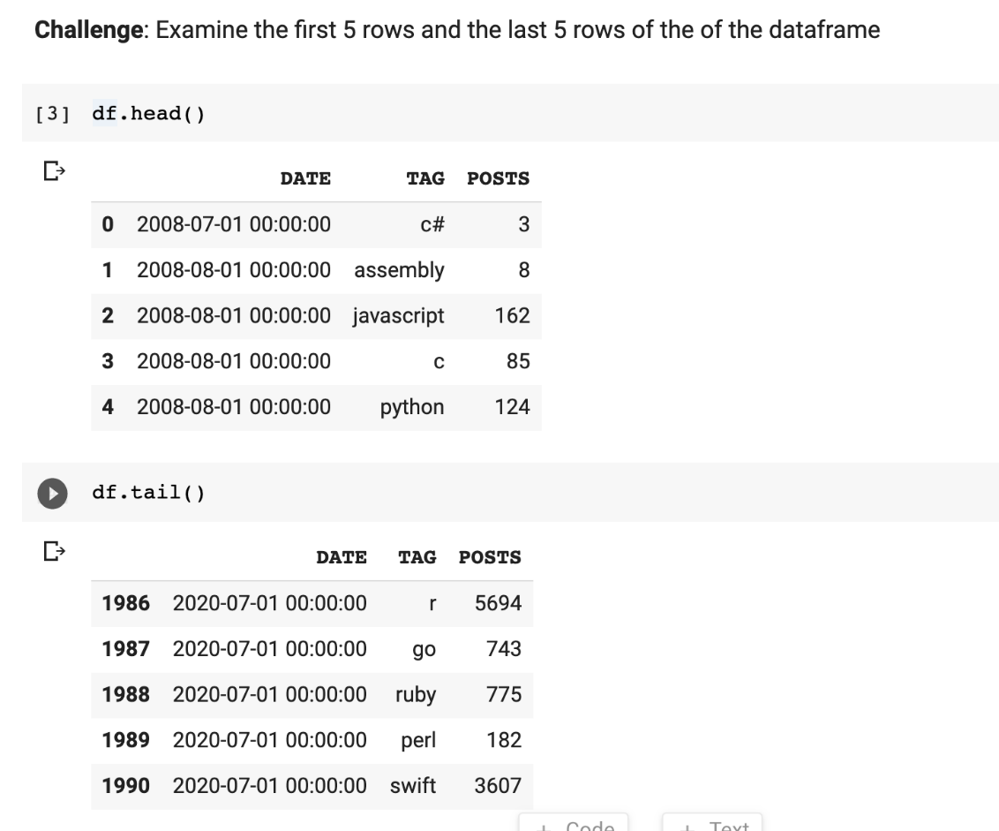 Challenge: Examine the first 5 rows and the last 5 rows of the of the dataframe
[3] df.head()
DATE TAG POSTS
0 2008-07-01 00:00:00 c# 3
1 2008-08-01 00:00:00 assembly 8
2 2008-08-01 00:00:00 javascript 162
3 2008-08-01 00:00:00 c 85
4 2008-08-01 00:00:00 python 124
df.tail()
DATE TAG POSTS
1986 2020-07-01 00:00:00 r 5694
1987 2020-07-01 00:00:00 go 743
1988 2020-07-01 00:00:00 ruby 775
1989 2020-07-01 00:00:00 perl 182
1990 2020-07-01 00:00:00 swift 3607
+ Code + Text